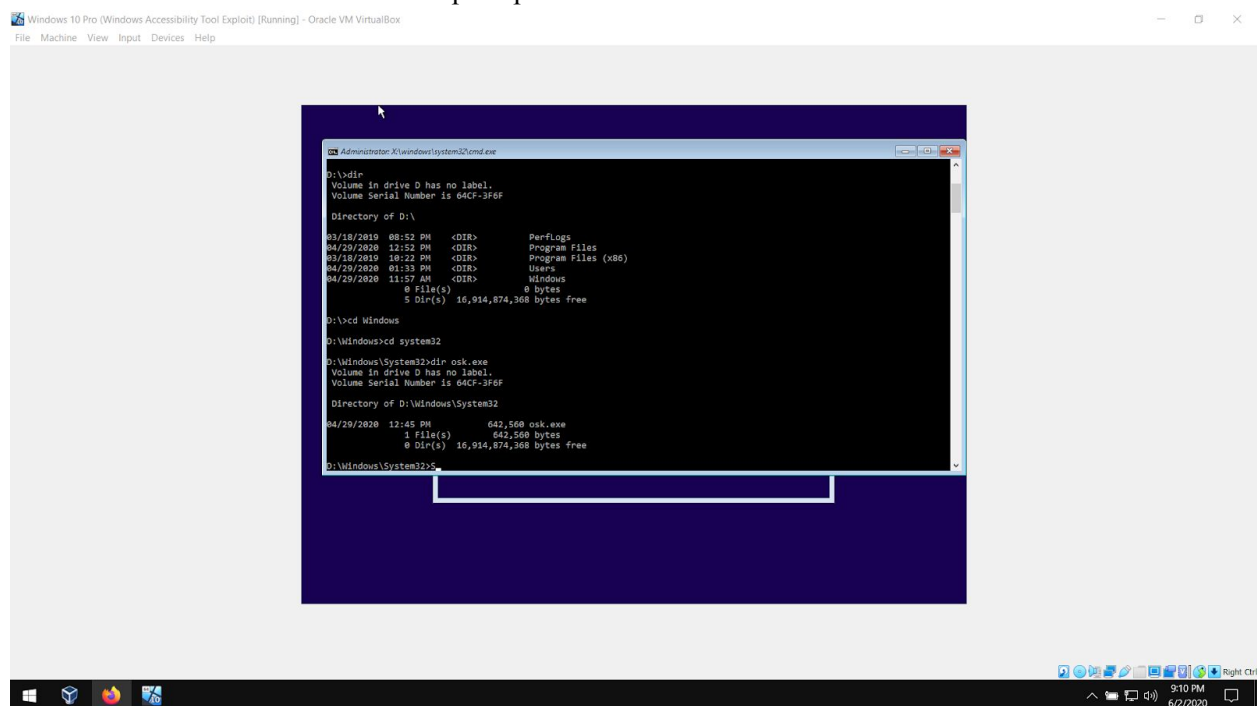 Windows 10 Pro (Windows Accessibility Tool Exploit) [Running] - Oracle VM VirtualBox
File Machine View Input Devices Help
Administrator: X:\windows\system32\cmd.exe
D:\>dir
Volume in drive D has no label.
Volume Serial Number is 64CF-3F6F
Directory of D:\
03/18/2019 08:52 PM <DIR> PerfLogs
04/29/2020 12:52 PM <DIR> Program Files
03/18/2019 10:22 PM <DIR> Program Files (x86)
04/29/2020 01:33 PM <DIR> Users
04/29/2020 11:57 AM <DIR> Windows
0 File(s) 0 bytes
5 Dir(s) 16,914,874,368 bytes free
D:\>cd Windows
D:\Windows>cd system32
D:\Windows\System32>dir osk.exe
Volume in drive D has no label.
Volume Serial Number is 64CF-3F6F
Directory of D:\Windows\System32
04/29/2020 12:45 PM 642,560 osk.exe
1 File(s) 642,560 bytes
0 Dir(s) 16,914,874,368 bytes free
D:\Windows\System32>S_
Right Ctrl
9:10 PM
6/2/2020